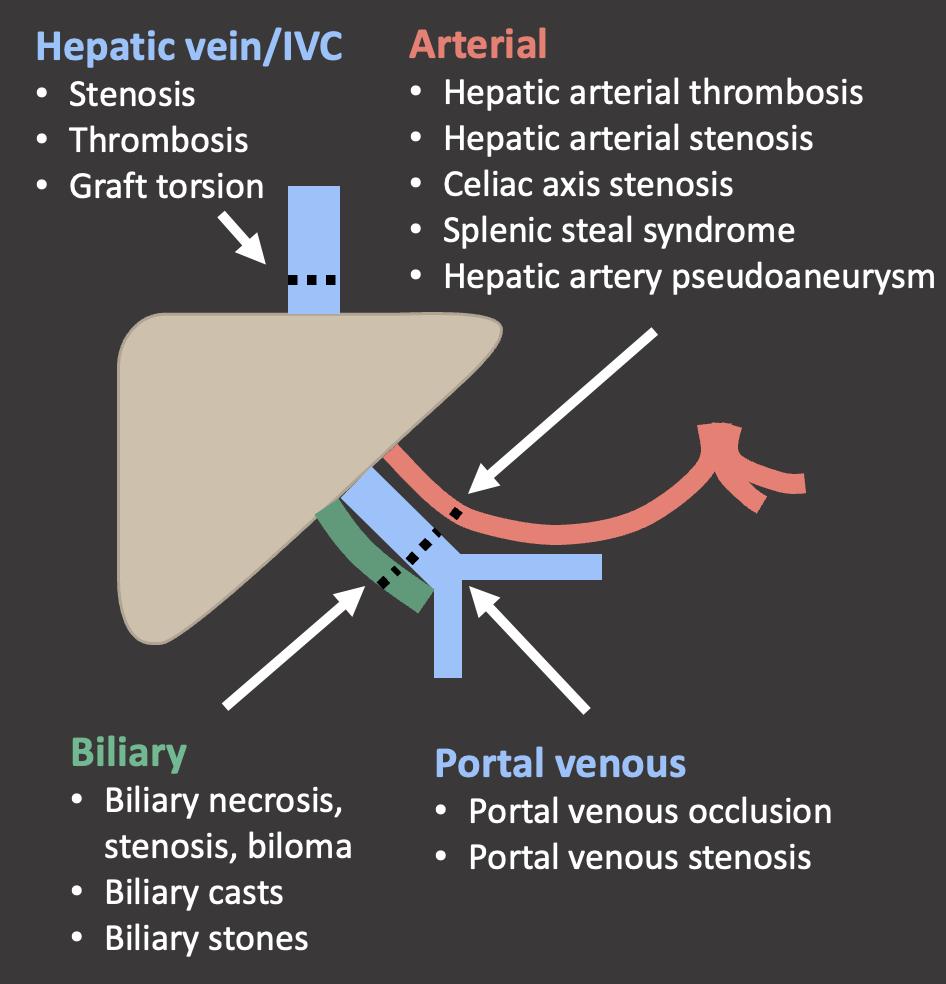 Hepatic vein/IVC
• Stenosis
• Thrombosis
• Graft torsion
Arterial
• Hepatic arterial thrombosis
• Hepatic arterial stenosis
• Celiac axis stenosis
• Splenic steal syndrome
• Hepatic artery pseudoaneurysm
Biliary
• Biliary necrosis,
stenosis, biloma
• Biliary casts
• Biliary stones
Portal venous
• Portal venous occlusion
• Portal venous stenosis